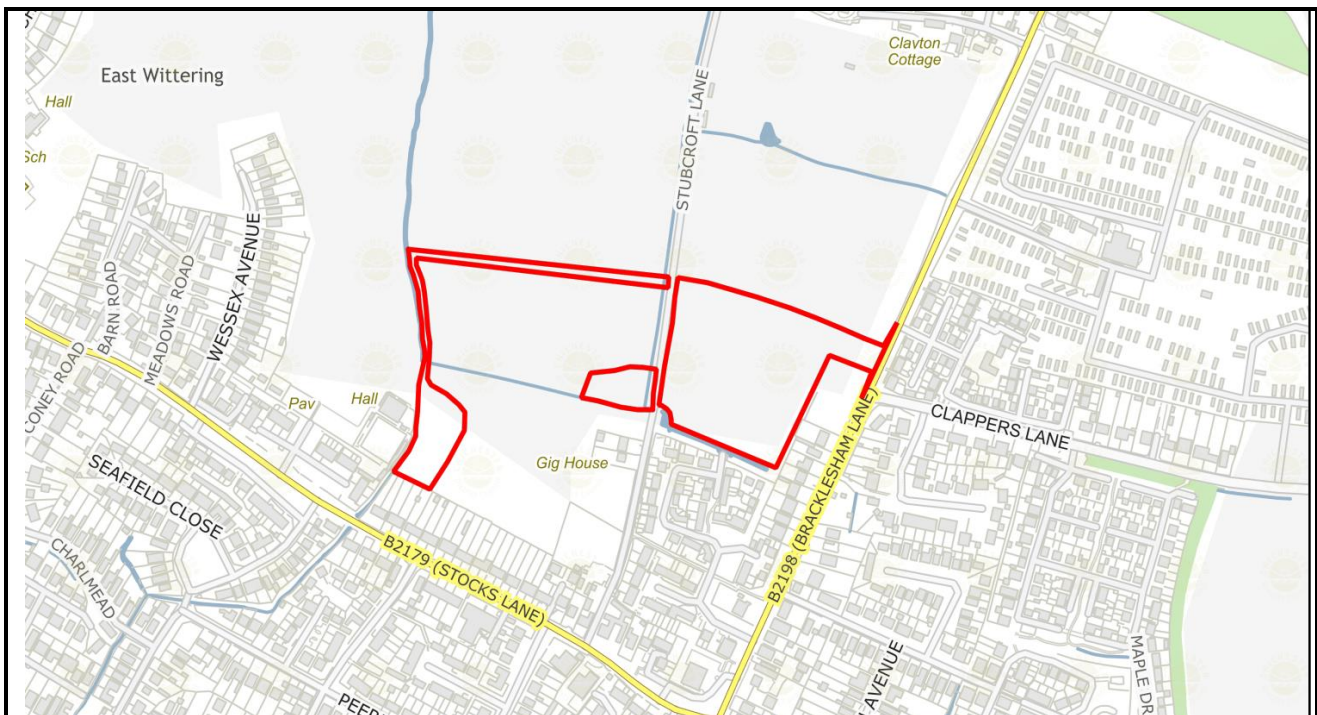 East Wittering
Hall
Sch
Clayton
Cottage
STUBCROFT LANE
WESSEX AVENUE
BARN ROAD
MEADOWS ROAD
CONEY ROAD
Pav
Hall
Gig House
CLAPPERS LANE
SEAFIELD CLOSE
CHARLMEAD
B2179 (STOCKS LANE)
B2198 (BRACKLESHAM LANE)
AVENUE
MAPLE DR